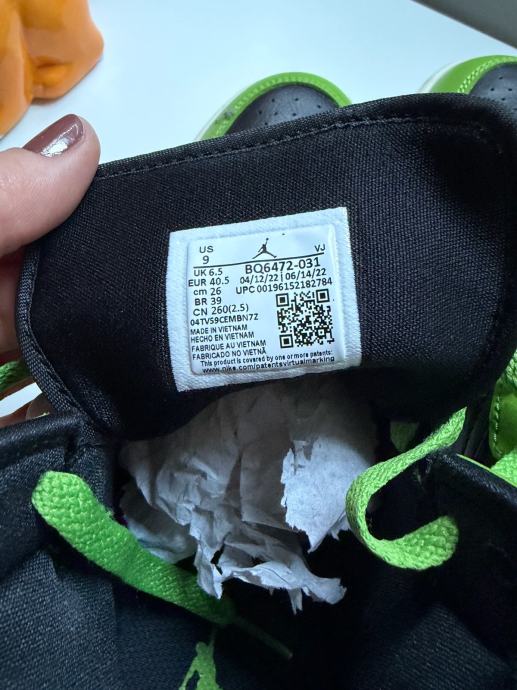 US
9
VJ
UK 6.5
BQ6472-031
EUR 40.5
04/12/22 | 06/14/22
cm 26
UPC 00196152182784
BR 39
CN 260(2.5)
04TVS9CEMBN7Z
MADE IN VIETNAM
HECHO EN VIETNAM
FABRIQUE AU VIETNAM
FABRICADO NO VIETNÃ
This product is covered by one or more patents:
www.nike.com/patentsvirtualmarking